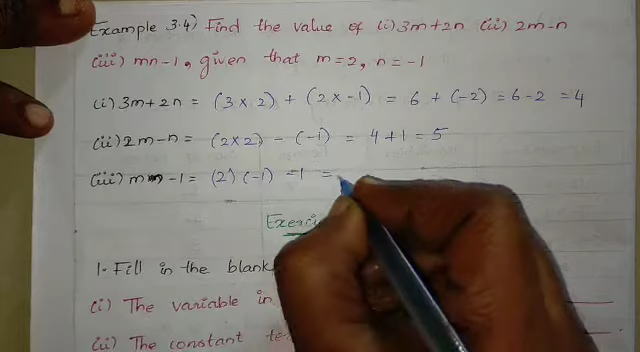 Example 3.4) Find the value of (i) 3m+2n (ii) 2m-n
(iii) mn-1, given that m=2, n=-1
(i) 3m+2n = (3×2) + (2×-1) = 6 + (-2) = 6-2 = 4
(ii) 2m-n = (2×2) - (-1) = 4+1 = 5
(iii) mn-1 = (2)(-1) -1 =
1. Fill in the blank
(i) The variable in
(ii) The constant